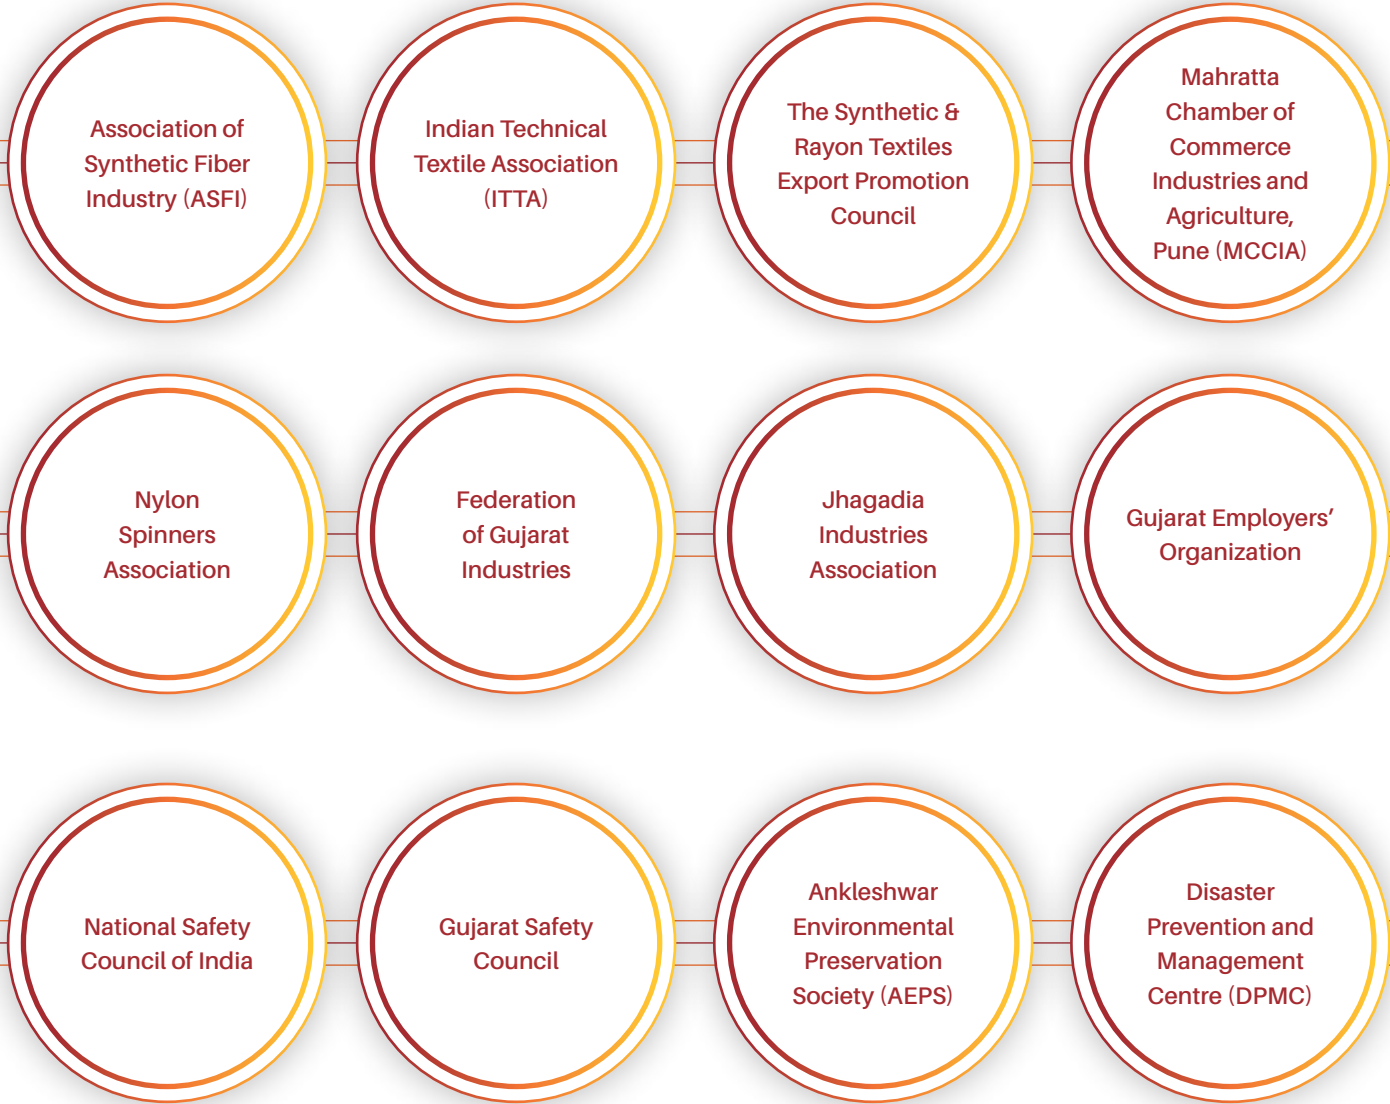 Association of
Synthetic Fiber
Industry (ASFI)
Indian Technical
Textile Association
(ITTA)
The Synthetic &
Rayon Textiles
Export Promotion
Council
Mahratta
Chamber of
Commerce
Industries and
Agriculture,
Pune (MCCIA)
Nylon
Spinners
Association
Federation
of Gujarat
Industries
Jhagadia
Industries
Association
Gujarat Employers’
Organization
National Safety
Council of India
Gujarat Safety
Council
Ankleshwar
Environmental
Preservation
Society (AEPS)
Disaster
Prevention and
Management
Centre (DPMC)